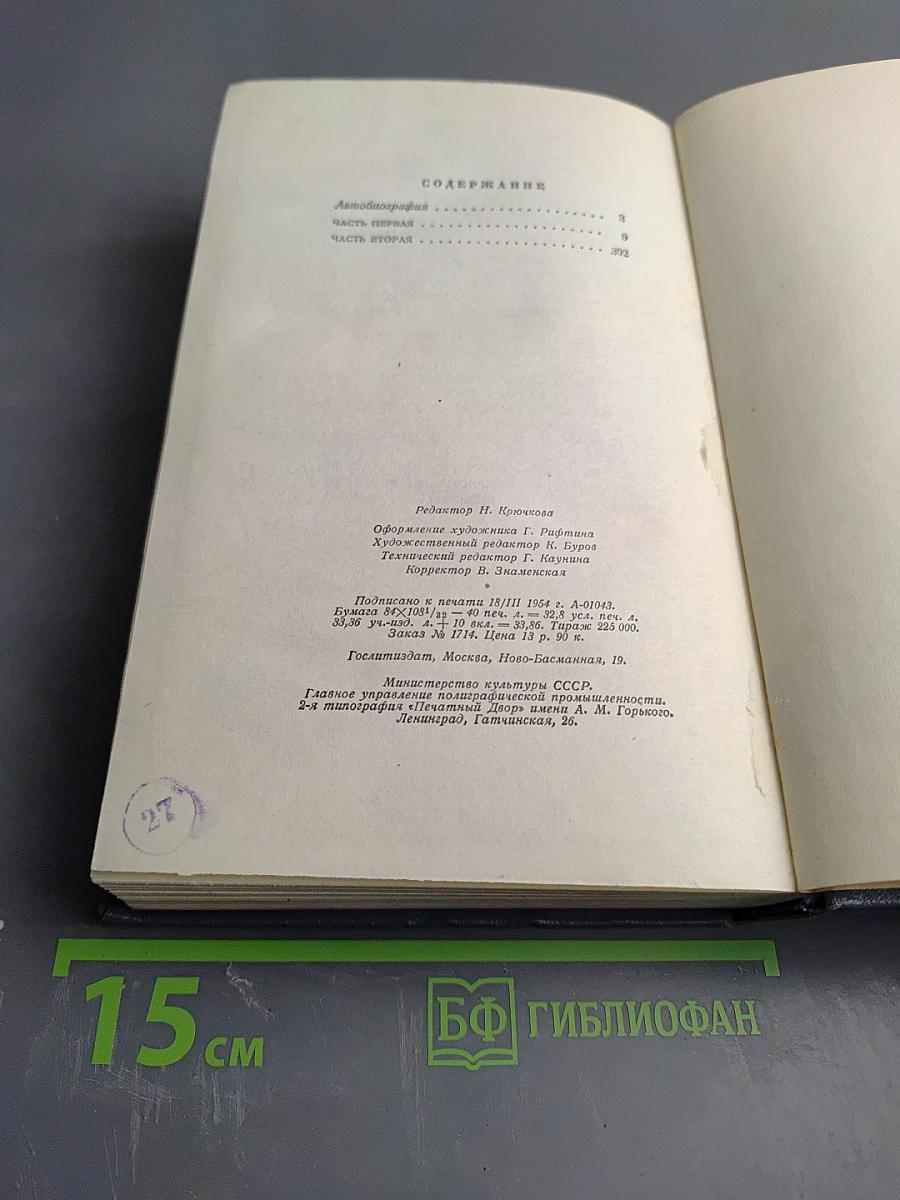 СОДЕРЖАНИЕ
Автобиография . . . . . . . . . . . . . . . . . . 3
ЧАСТЬ ПЕРВАЯ . . . . . . . . . . . . . . . . . . . 9
ЧАСТЬ ВТОРАЯ . . . . . . . . . . . . . . . . . . . 392
Редактор Н. Крючкова
Оформление художника Г. Рифтина
Художественный редактор К. Буров
Технический редактор Г. Каунина
Корректор В. Знаменская
*
Подписано к печати 18/III 1954 г. А-01043.
Бумага 84×108¹/₃₂ — 40 печ. л. = 32,8 усл. печ. л.
33,36 уч.-изд. л. + 10 вкл. = 33,86. Тираж 225 000.
Заказ № 1714. Цена 13 р. 90 к.
Гослитиздат, Москва, Ново-Басманная, 19.
Министерство культуры СССР.
Главное управление полиграфической промышленности.
2-я типография «Печатный Двор» имени А. М. Горького.
Ленинград, Гатчинская, 26.
27
15 см
БФ ГИБЛИОФАН